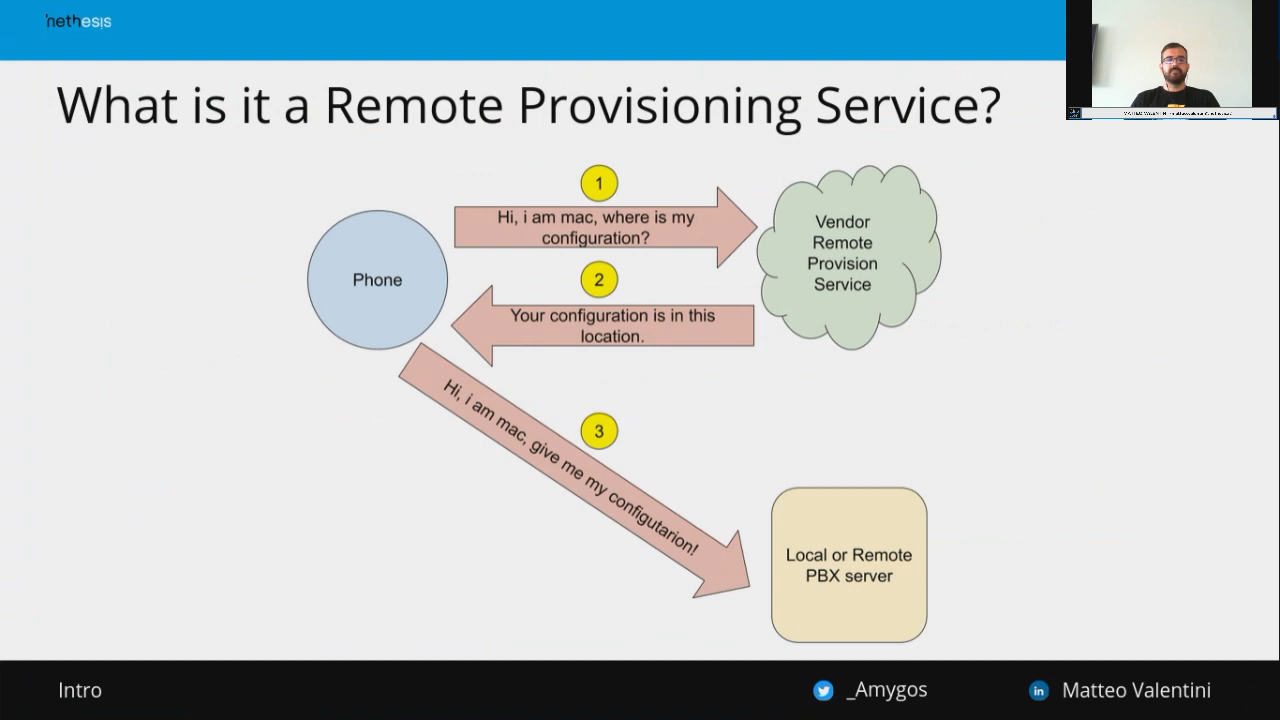 nethesis
What is it a Remote Provisioning Service?
1
Hi, i am mac, where is my
configuration?
Vendor
Remote
Provision
Service
Phone
2
Your configuration is in this
location.
3
Hi, i am mac, give me my configutarion!
Local or Remote
PBX server
Intro
_Amygos
in
Matteo Valentini